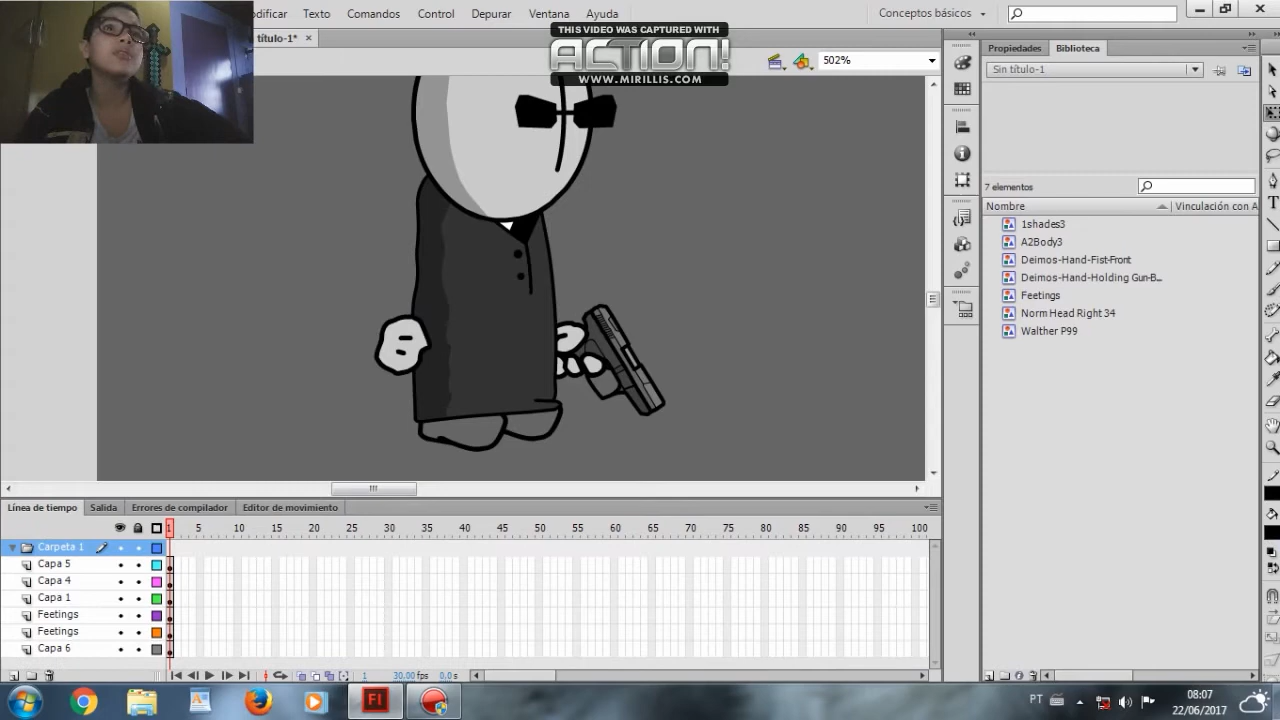 odificar Texto Comandos Control Depurar Ventana Ayuda Conceptos básicos
título-1* ×
THIS VIDEO WAS CAPTURED WITH
ACTION!
WWW.MIRILLIS.COM
502%
Propiedades Biblioteca
Sin título-1
7 elementos
Nombre Vinculación con A
1shades3
A2Body3
Deimos-Hand-Fist-Front
Deimos-Hand-Holding Gun-B...
Feetings
Norm Head Right 34
Walther P99
Línea de tiempo Salida Errores de compilador Editor de movimiento
1 5 10 15 20 25 30 35 40 45 50 55 60 65 70 75 80 85 90 95 100
Carpeta 1
Capa 5
Capa 4
Capa 1
Feetings
Feetings
Capa 6
1 30,00 fps 0,0 s
Fl
PT
08:07
22/06/2017